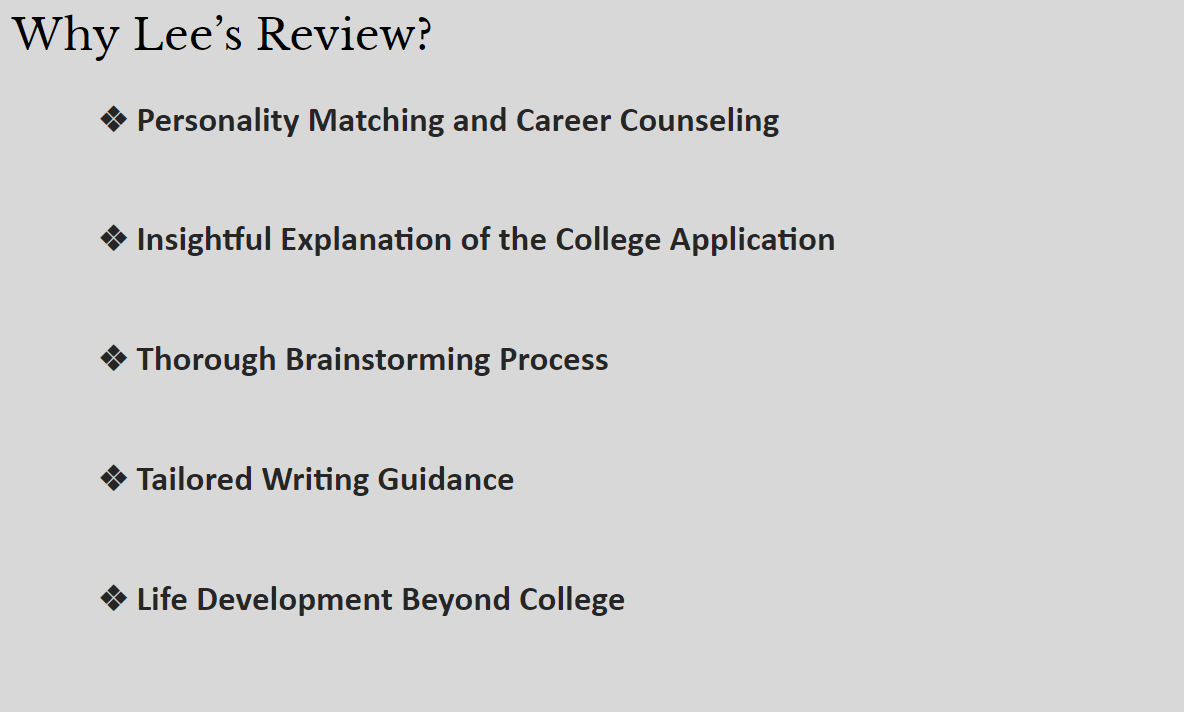 Why Lee’s Review?
❖ Personality Matching and Career Counseling
❖ Insightful Explanation of the College Application
❖ Thorough Brainstorming Process
❖ Tailored Writing Guidance
❖ Life Development Beyond College